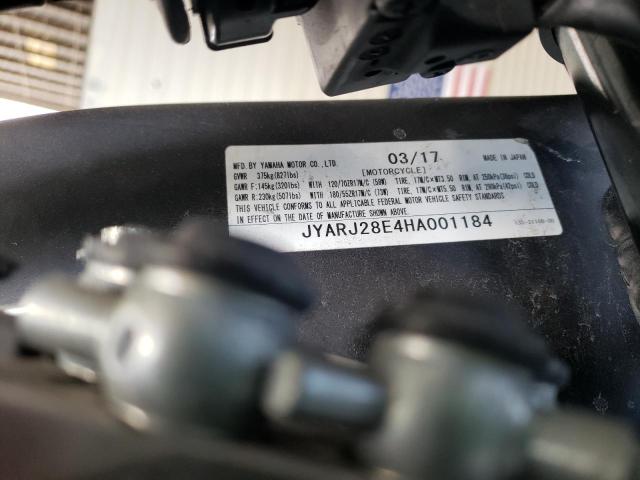 MFD. BY YAMAHA MOTOR CO.,LTD. 03/17 MADE IN JAPAN
GVWR 375kg(827lbs) [MOTORCYCLE]
GAWR F:145kg(320lbs) WITH 120/70ZR17M/C (58W) TIRE, 17M/C×MT3.50 RIM, AT 250kPa(36psi) COLD
GAWR R:230kg(507lbs) WITH 180/55ZR17M/C (73W) TIRE, 17M/C×MT5.50 RIM, AT 290kPa(42psi) COLD
THIS VEHICLE CONFORMS TO ALL APPLICABLE FEDERAL MOTOR VEHICLE SAFETY STANDARDS
IN EFFECT ON THE DATE OF MANUFACTURE SHOWN ABOVE.
JYARJ28E4HA001184